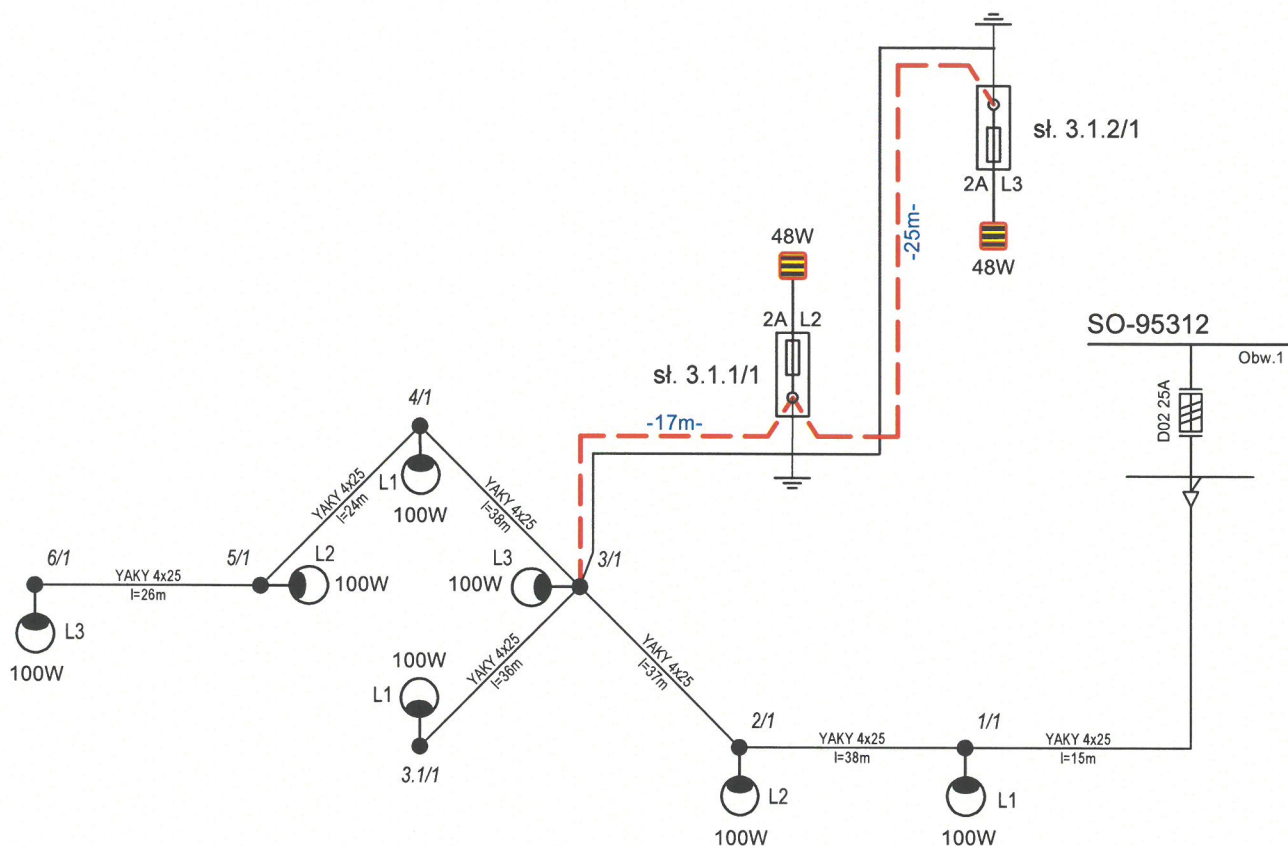 sł. 3.1.2/1
2A L3
48W
-25m-
48W
2A L2
sł. 3.1.1/1
-17m-
SO-95312
Obw.1
D02 25A
4/1
L1
100W
YAKY 4x25
l=24m
YAKY 4x25
l=38m
3/1
L3
100W
6/1
L3
100W
YAKY 4x25
l=26m
5/1
L2
100W
100W
L1
3.1/1
YAKY 4x25
l=36m
YAKY 4x25
l=37m
2/1
L2
100W
YAKY 4x25
l=38m
1/1
L1
100W
YAKY 4x25
l=15m